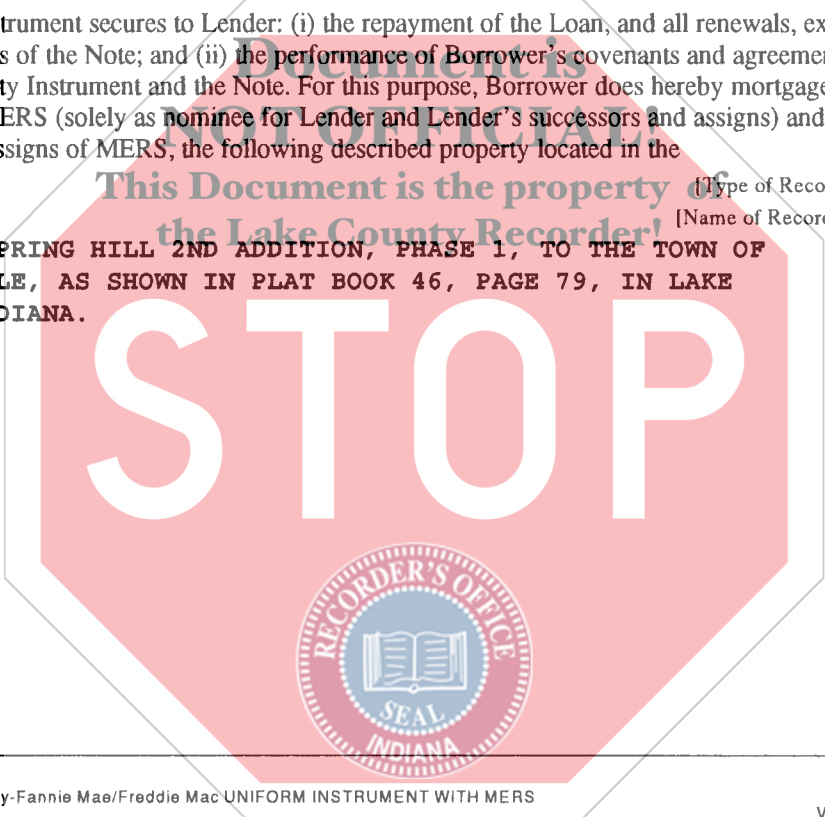 trument secures to Lender: (i) the repayment of the Loan, and all renewals, ex
s of the Note; and (ii) the performance of Borrower's covenants and agreemen
Document is
ty Instrument and the Note. For this purpose, Borrower does hereby mortgage
ERS (solely as nominee for Lender and Lender's successors and assigns) and
NOT OFFICIAL!
ssigns of MERS, the following described property located in the
This Document is the property of
[Type of Reco
[Name of Record
the Lake County Recorder!
PRING HILL 2ND ADDITION, PHASE 1, TO THE TOWN OF
LE, AS SHOWN IN PLAT BOOK 46, PAGE 79, IN LAKE
DIANA.
STOP
RECORDER'S OFFICE
SEAL
INDIANA
y-Fannie Mae/Freddie Mac UNIFORM INSTRUMENT WITH MERS
V